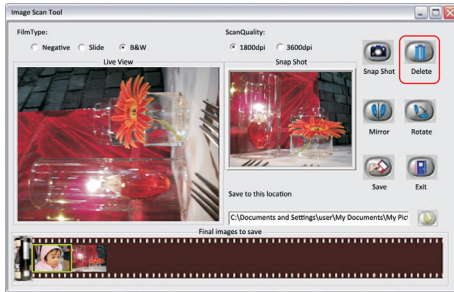 Image Scan Tool
FilmType:
Negative Slide B&W
ScanQuality:
1800dpi 3600dpi
Live View
Snap Shot
Snap Shot Delete
Mirror Rotate
Save Exit
Save to this location
C:\Documents and Settings\user\My Documents\My Pic
Final images to save